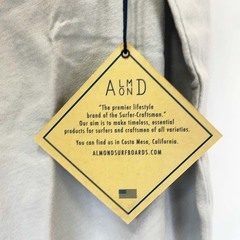 ALMOND
"The premier lifestyle
brand of the Surfer-Craftsman."
Our aim is to make timeless, essential
products for surfers and craftsmen of all varieties.
You can find us in Costa Mesa, California.
ALMONDSURFBOARDS.COM